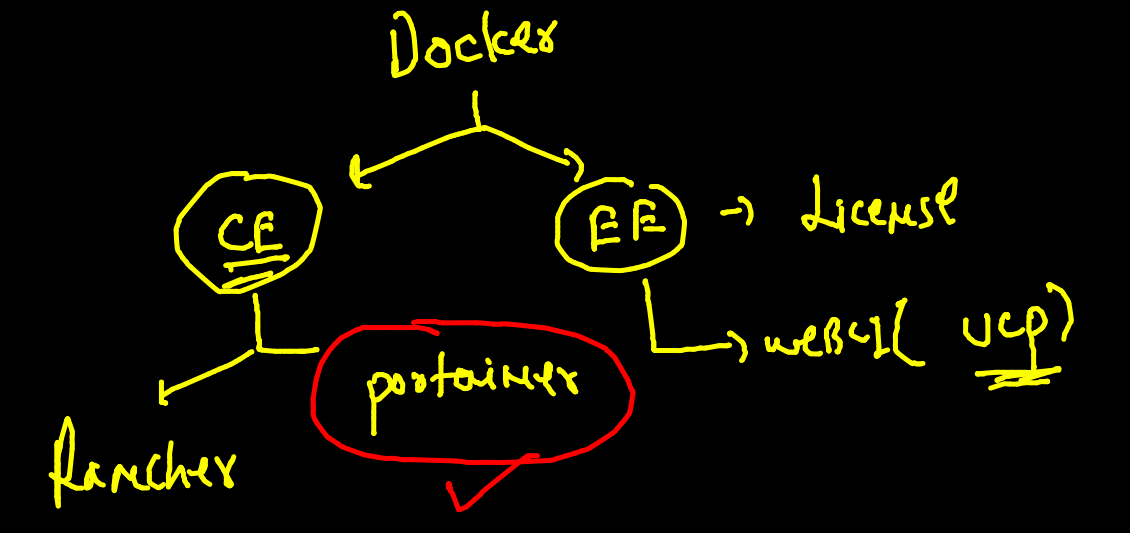 Docker
CE
EE → License
webUI( UCP)
portainer
Rancher